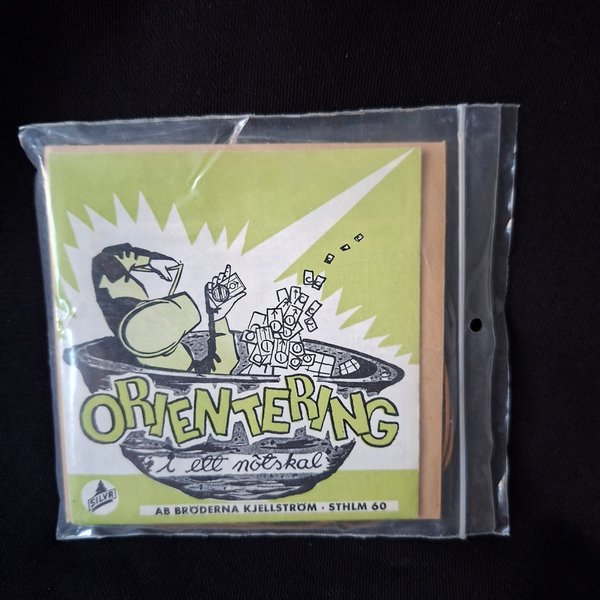 ORIENTERING
i ett nötskal
SILVA
AB BRÖDERNA KJELLSTRÖM · STHLM 60